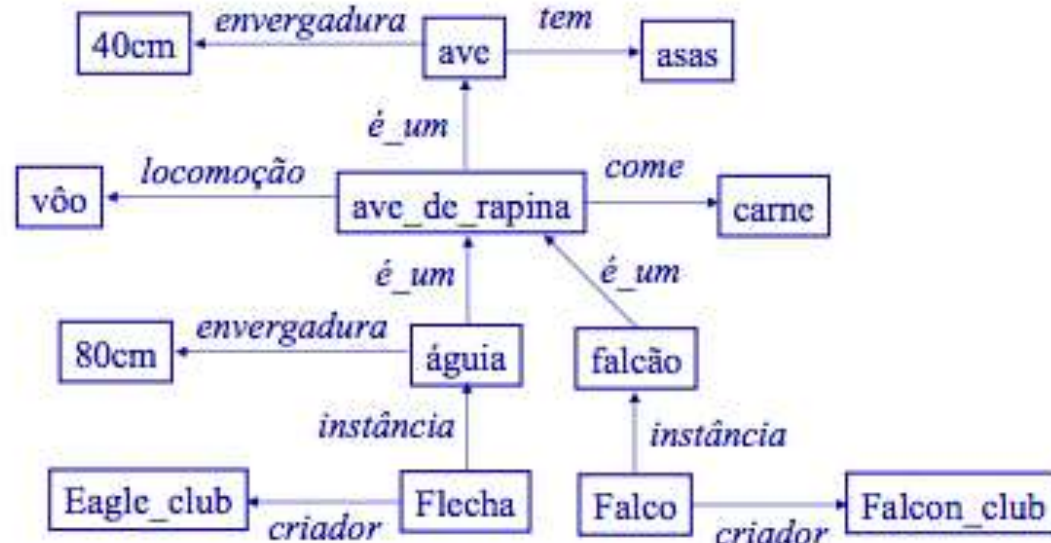 envergadura tem
40cm ave asas
é_um
locomoção come
vôo ave_de_rapina carne
é_um é_um
envergadura
80cm águia falcão
instância instância
Eagle_club Flecha Falco Falcon_club
criador criador